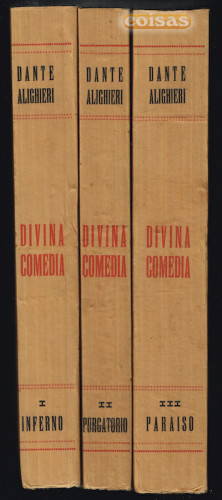 coisas
DANTE
ALIGHIERI
DIVINA
COMEDIA
I
INFERNO
DANTE
ALIGHIERI
DIVINA
COMEDIA
II
PURGATORIO
DANTE
ALIGHIERI
DIVINA
COMEDIA
III
PARAISO